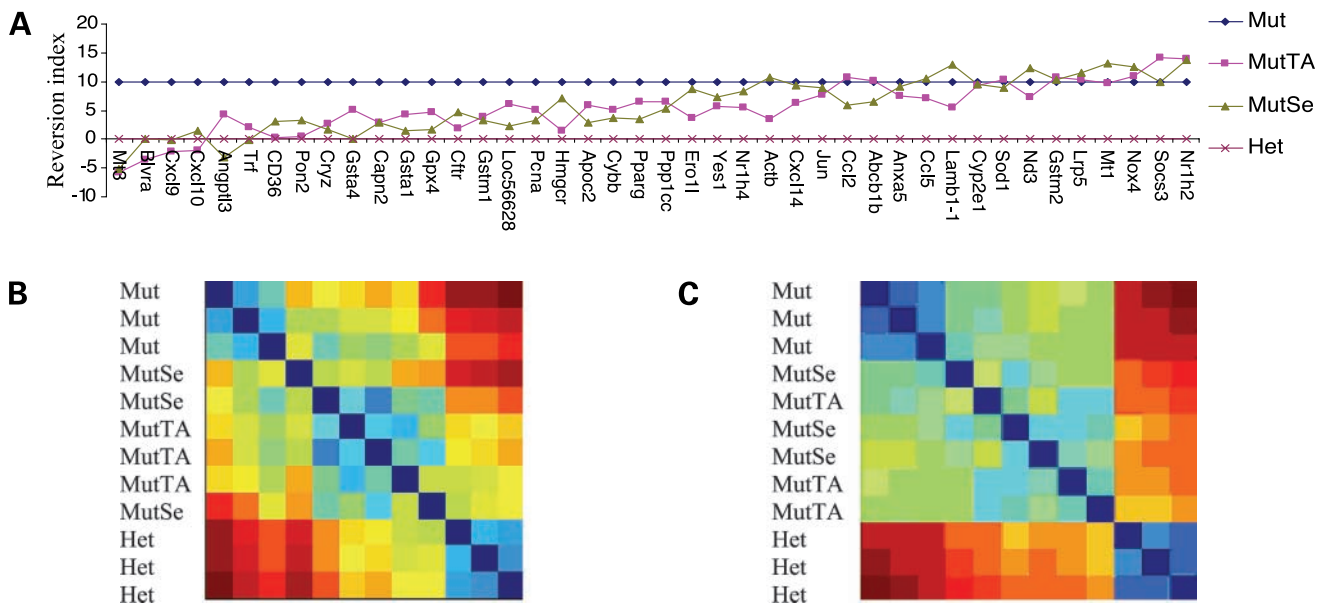 A
Reversion index
20
15
10
5
0
-5
-10
Mt3
Blvra
Cxcl9
Cxcl10
Angptl3
Trf
CD36
Pon2
Cryz
Gsta4
Capn2
Gsta1
Gpx4
Cftr
Gstm1
Loc56628
Pcna
Hmgcr
Apoc2
Cybb
Pparg
Ppp1cc
Ero1l
Yes1
Nr1h4
Actb
Cxcl14
Jun
Ccl2
Abcb1b
Anxa5
Ccl5
Lamb1-1
Cyp2e1
Sod1
Nd3
Gstm2
Lrp5
Mt1
Nox4
Socs3
Nr1h2
Mut
MutTA
MutSe
Het
B
Mut
Mut
Mut
MutSe
MutSe
MutTA
MutTA
MutTA
MutSe
Het
Het
Het
C
Mut
Mut
Mut
MutSe
MutTA
MutSe
MutSe
MutTA
MutTA
Het
Het
Het